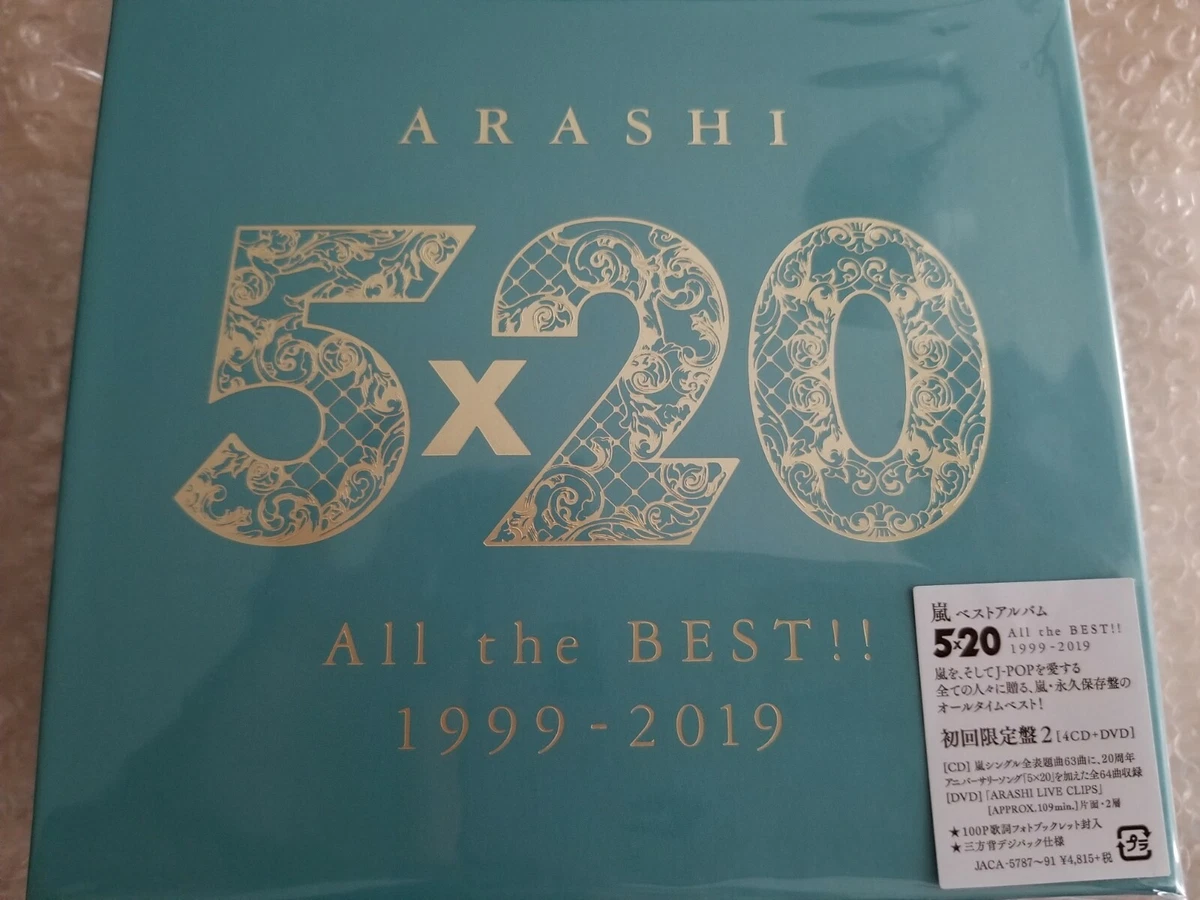 ARASHI
5×20
All the BEST!!
1999-2019
嵐 ベストアルバム
5×20 All the BEST!!
1999-2019
嵐を、そしてJ-POPを愛する
全ての人々に贈る、嵐・永久保存盤の
オールタイムベスト!
初回限定盤2 [4CD+DVD]
[CD] 嵐シングル全表題曲63曲に、20周年
アニバーサリーソング「5×20」を加えた全64曲収録
[DVD]「ARASHI LIVE CLIPS」
[APPROX.109min.]片面・2層
★100P歌詞フォトブックレット封入
★三方背デジパック仕様
プラ
JACA-5787〜91 ¥4,815+税